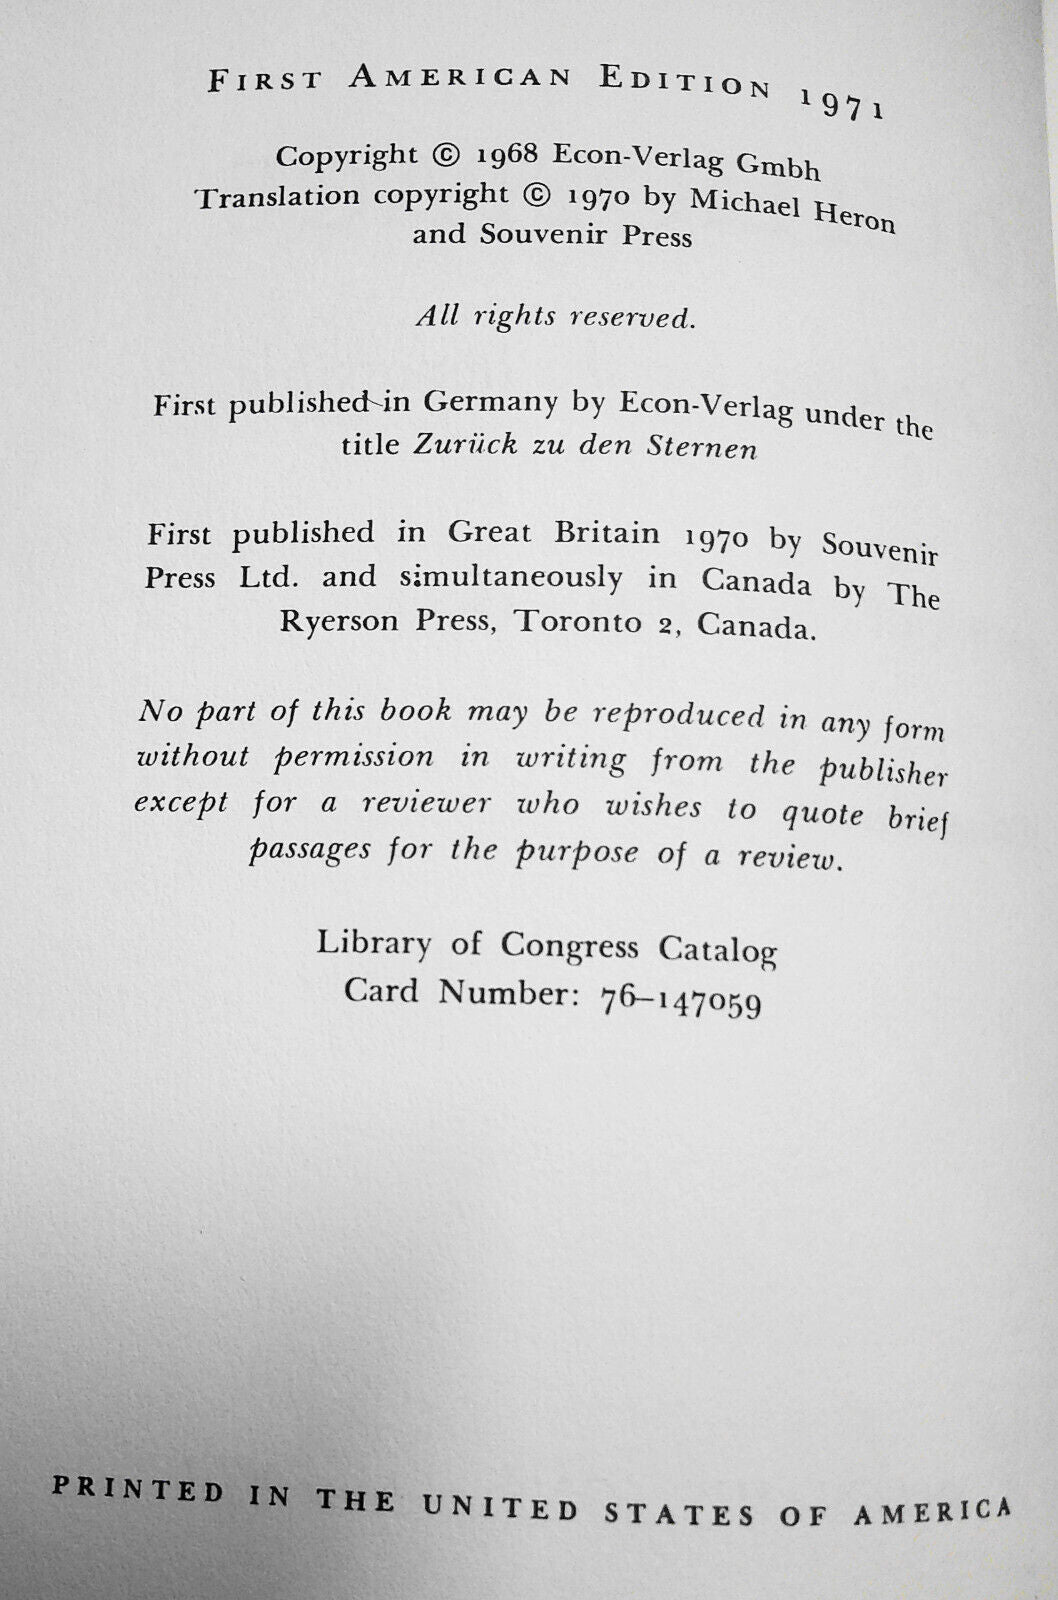 FIRST AMERICAN EDITION 1971
Copyright © 1968 Econ-Verlag Gmbh
Translation copyright © 1970 by Michael Heron
and Souvenir Press
All rights reserved.
First published in Germany by Econ-Verlag under the
title Zurück zu den Sternen
First published in Great Britain 1970 by Souvenir
Press Ltd. and simultaneously in Canada by The
Ryerson Press, Toronto 2, Canada.
No part of this book may be reproduced in any form
without permission in writing from the publisher
except for a reviewer who wishes to quote brief
passages for the purpose of a review.
Library of Congress Catalog
Card Number: 76–147059
PRINTED IN THE UNITED STATES OF AMERICA